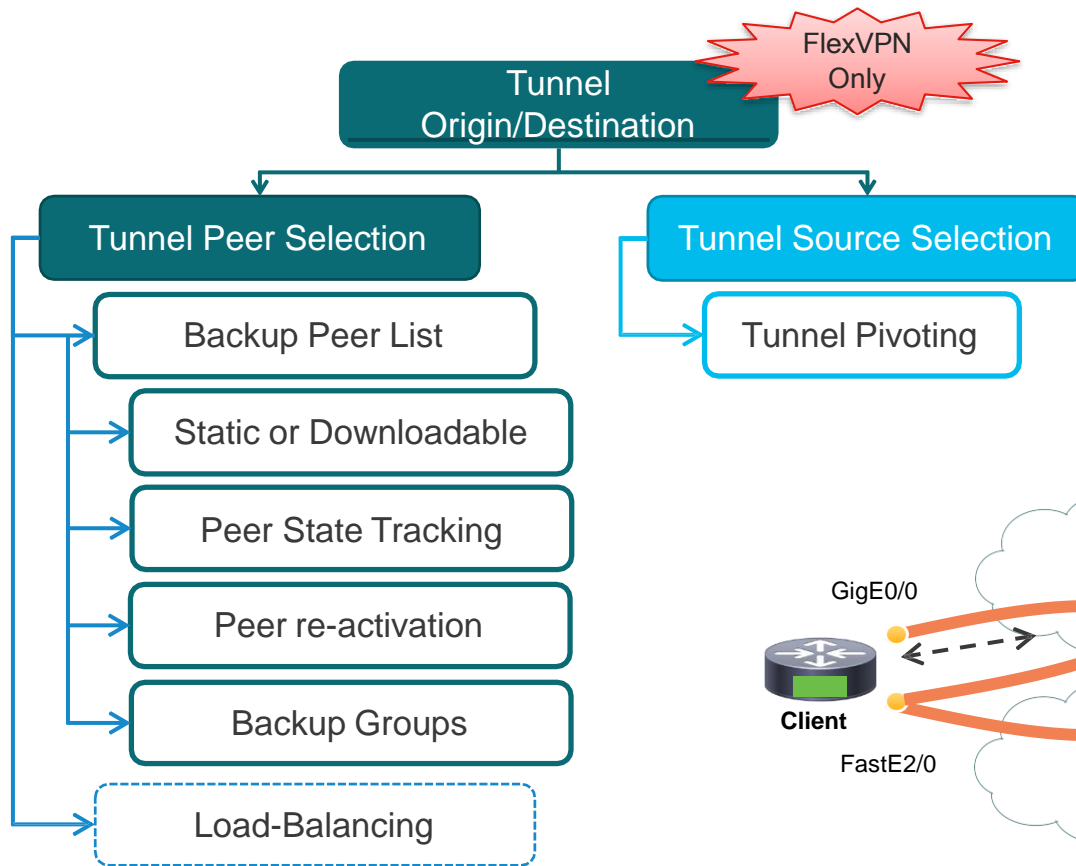 FlexVPN
Only
Tunnel
Origin/Destination
Tunnel Peer Selection
Tunnel Source Selection
Backup Peer List
Tunnel Pivoting
Static or Downloadable
Peer State Tracking
Peer re-activation
Backup Groups
Load-Balancing
GigE0/0
Client
FastE2/0